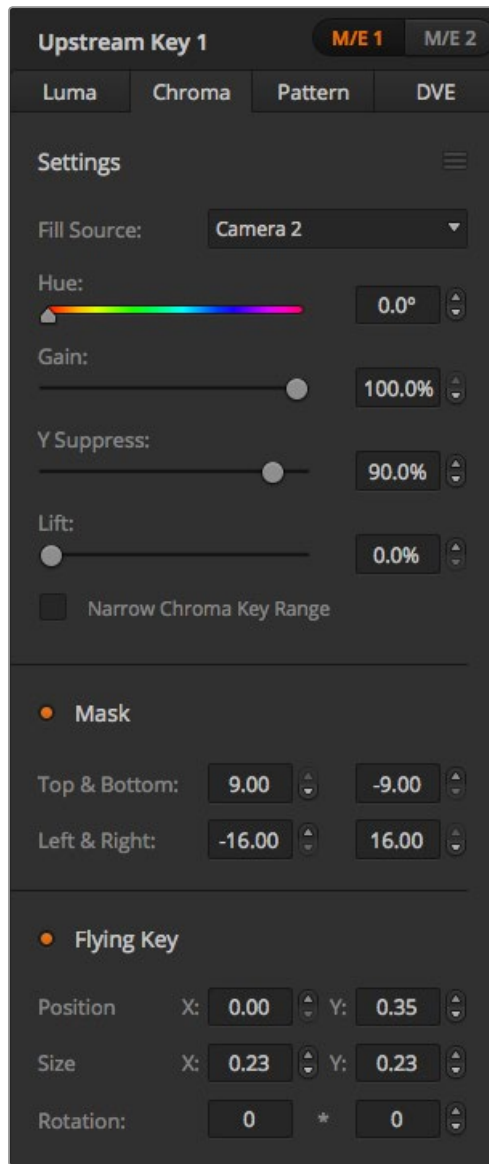 Upstream Key 1 M/E 1 M/E 2
Luma Chroma Pattern DVE
Settings
Fill Source: Camera 2
Hue:
0.0º
Gain:
100.0%
Y Suppress:
90.0%
Lift:
0.0%
Narrow Chroma Key Range
Mask
Top & Bottom: 9.00 -9.00
Left & Right: -16.00 16.00
Flying Key
Position X: 0.00 Y: 0.35
Size X: 0.23 Y: 0.23
Rotation: 0 * 0